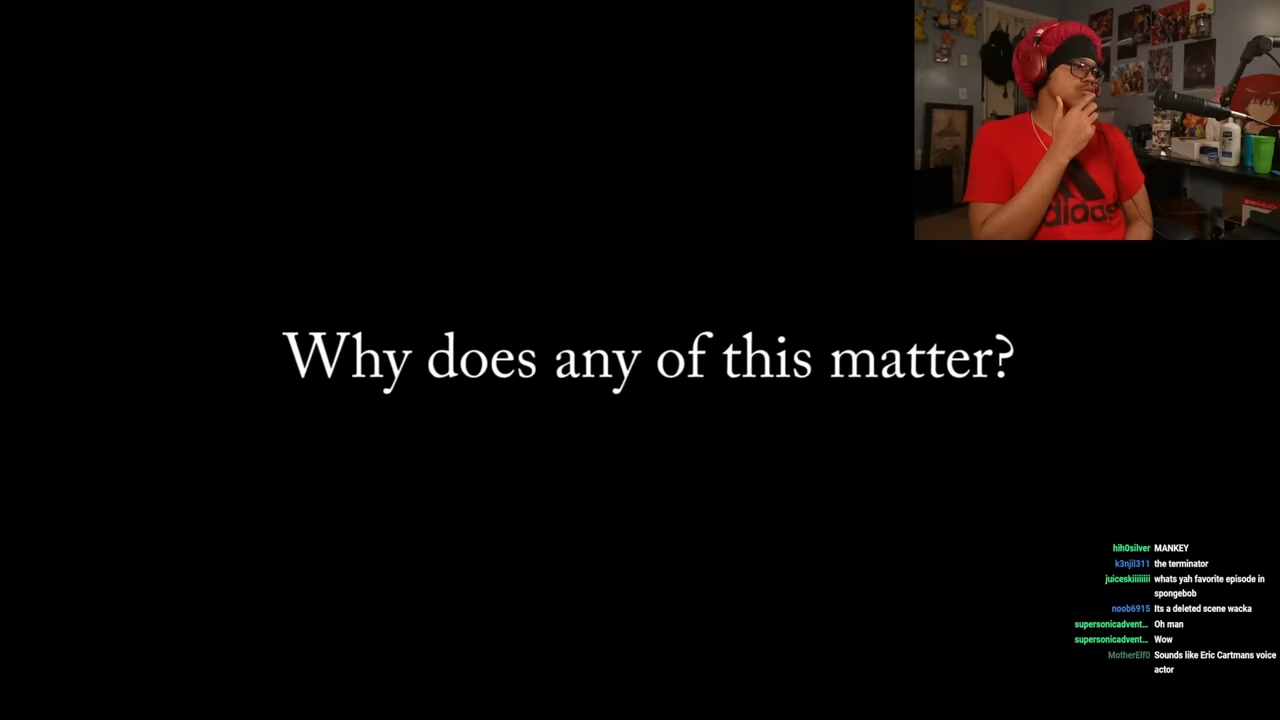 adidas
Why does any of this matter?
hih0silver MANKEY
k3njil311 the terminator
juiceskiiiiiiii whats yah favorite episode in
spongebob
noob6915 Its a deleted scene wacka
supersonicadvent... Oh man
supersonicadvent... Wow
MotherElf0 Sounds like Eric Cartmans voice
actor